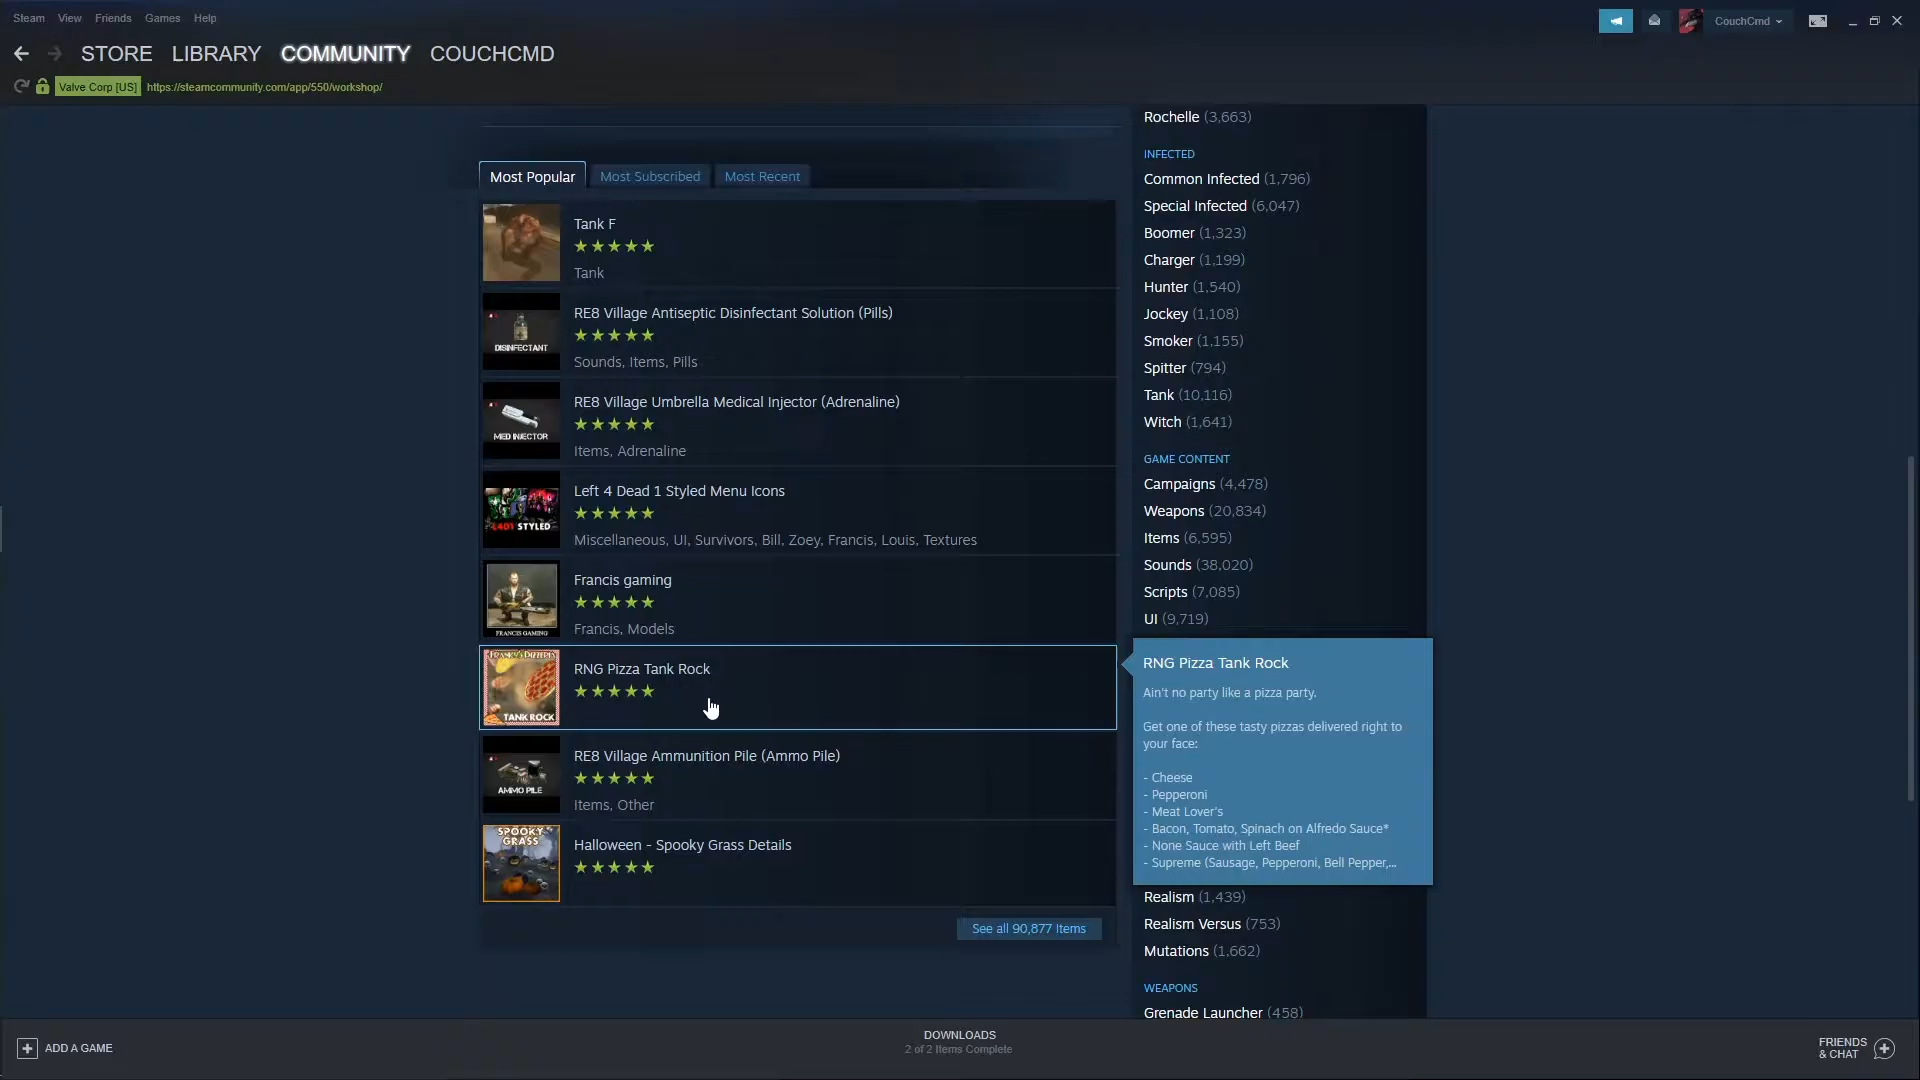 Steam View Friends Games Help
CouchCmd
STORE LIBRARY COMMUNITY COUCHCMD
Valve Corp [US] https://steamcommunity.com/app/550/workshop/
Most Popular Most Subscribed Most Recent
Tank F
Tank
DISINFECTANT
RE8 Village Antiseptic Disinfectant Solution (Pills)
Sounds, Items, Pills
MED INJECTOR
RE8 Village Umbrella Medical Injector (Adrenaline)
Items, Adrenaline
L4D1 STYLED
Left 4 Dead 1 Styled Menu Icons
Miscellaneous, UI, Survivors, Bill, Zoey, Francis, Louis, Textures
FRANCIS GAMING
Francis gaming
Francis, Models
FRANKY'S PIZZERIA
TANK ROCK
RNG Pizza Tank Rock
AMMO PILE
RE8 Village Ammunition Pile (Ammo Pile)
Items, Other
SPOOKY
GRASS
Halloween - Spooky Grass Details
See all 90,877 Items
Rochelle (3,663)
INFECTED
Common Infected (1,796)
Special Infected (6,047)
Boomer (1,323)
Charger (1,199)
Hunter (1,540)
Jockey (1,108)
Smoker (1,155)
Spitter (794)
Tank (10,116)
Witch (1,641)
GAME CONTENT
Campaigns (4,478)
Weapons (20,834)
Items (6,595)
Sounds (38,020)
Scripts (7,085)
UI (9,719)
RNG Pizza Tank Rock
Ain't no party like a pizza party.
Get one of these tasty pizzas delivered right to
your face:
- Cheese
- Pepperoni
- Meat Lover's
- Bacon, Tomato, Spinach on Alfredo Sauce*
- None Sauce with Left Beef
- Supreme (Sausage, Pepperoni, Bell Pepper,...
Realism (1,439)
Realism Versus (753)
Mutations (1,662)
WEAPONS
Grenade Launcher (458)
ADD A GAME
DOWNLOADS
2 of 2 Items Complete
FRIENDS
& CHAT